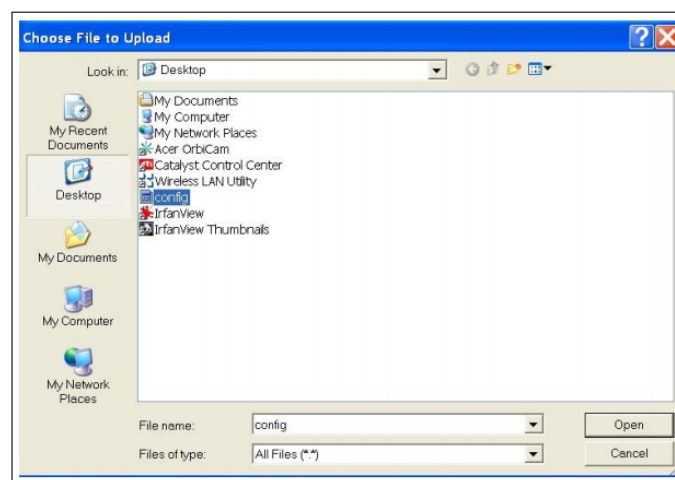 Choose File to Upload
Look in:
Desktop
My Recent
Documents
Desktop
My Documents
My Computer
My Network
Places
My Documents
My Computer
My Network Places
Acer OrbiCam
Catalyst Control Center
Wireless LAN Utility
config
IrfanView
IrfanView Thumbnails
File name:
config
Open
Files of type:
All Files (*.*)
Cancel